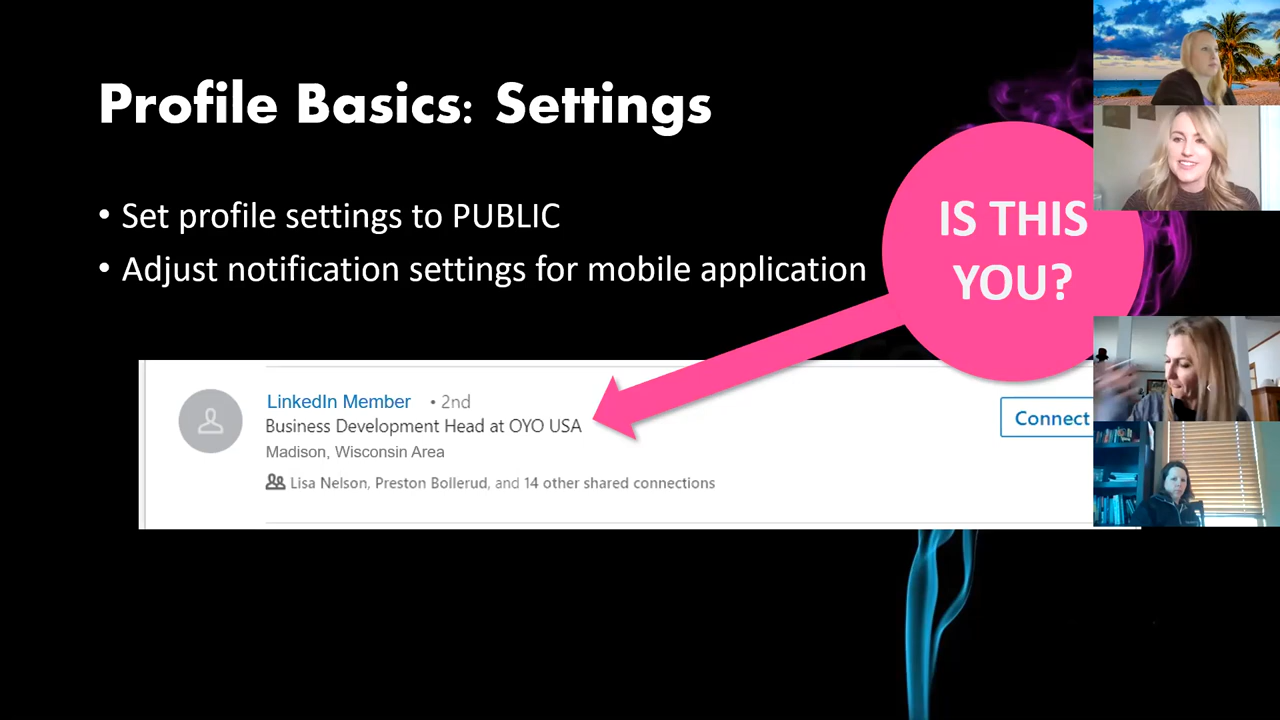 Profile Basics: Settings
• Set profile settings to PUBLIC
• Adjust notification settings for mobile application
IS THIS
YOU?
LinkedIn Member • 2nd
Business Development Head at OYO USA
Madison, Wisconsin Area
Lisa Nelson, Preston Bollerud, and 14 other shared connections
Connect